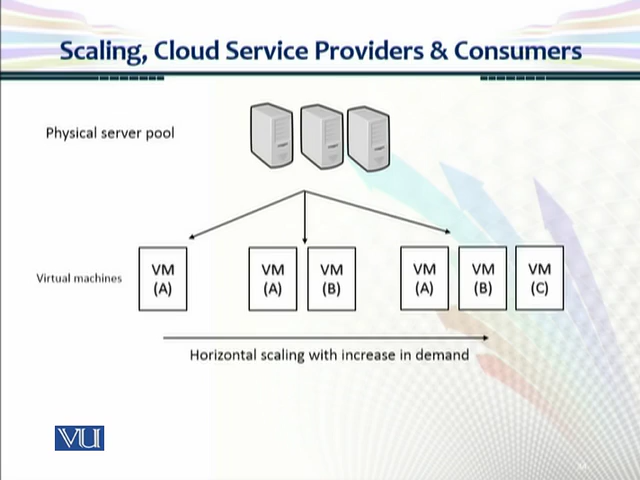 Scaling, Cloud Service Providers & Consumers
Physical server pool
Virtual machines
VM (A)
VM (A)
VM (B)
VM (A)
VM (B)
VM (C)
Horizontal scaling with increase in demand
VU